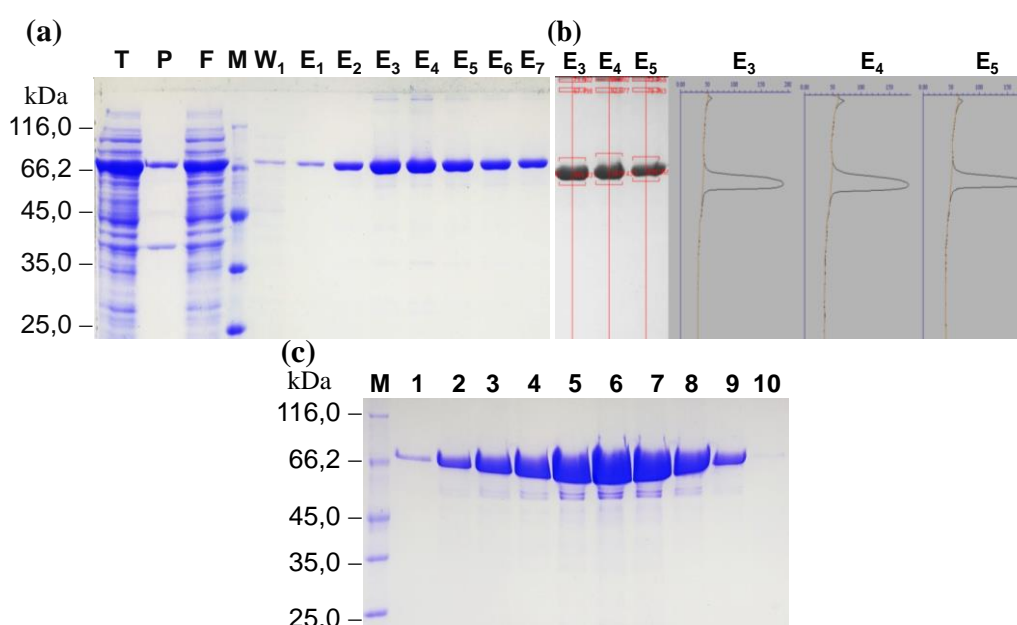 (a)
T P F M W1 E1 E2 E3 E4 E5 E6 E7
kDa
116,0 –
66,2 –
45,0 –
35,0 –
25,0 –
(b)
E3 E4 E5 E3 E4 E5
(c)
kDa M 1 2 3 4 5 6 7 8 9 10
116,0 –
66,2 –
45,0 –
35,0 –
25,0 –